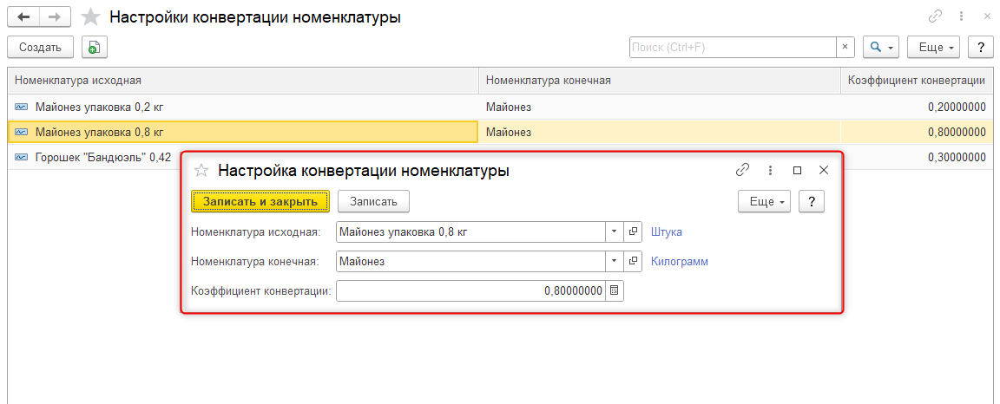 Настройки конвертации номенклатуры
Создать Поиск (Ctrl+F) × Еще ?
Номенклатура исходная Номенклатура конечная Коэффициент конвертации
Майонез упаковка 0,2 кг Майонез 0,20000000
Майонез упаковка 0,8 кг Майонез 0,80000000
Горошек "Бандюэль" 0,42 0,30000000
Настройка конвертации номенклатуры
Записать и закрыть Записать Еще ?
Номенклатура исходная: Майонез упаковка 0,8 кг Штука
Номенклатура конечная: Майонез Килограмм
Коэффициент конвертации: 0,80000000